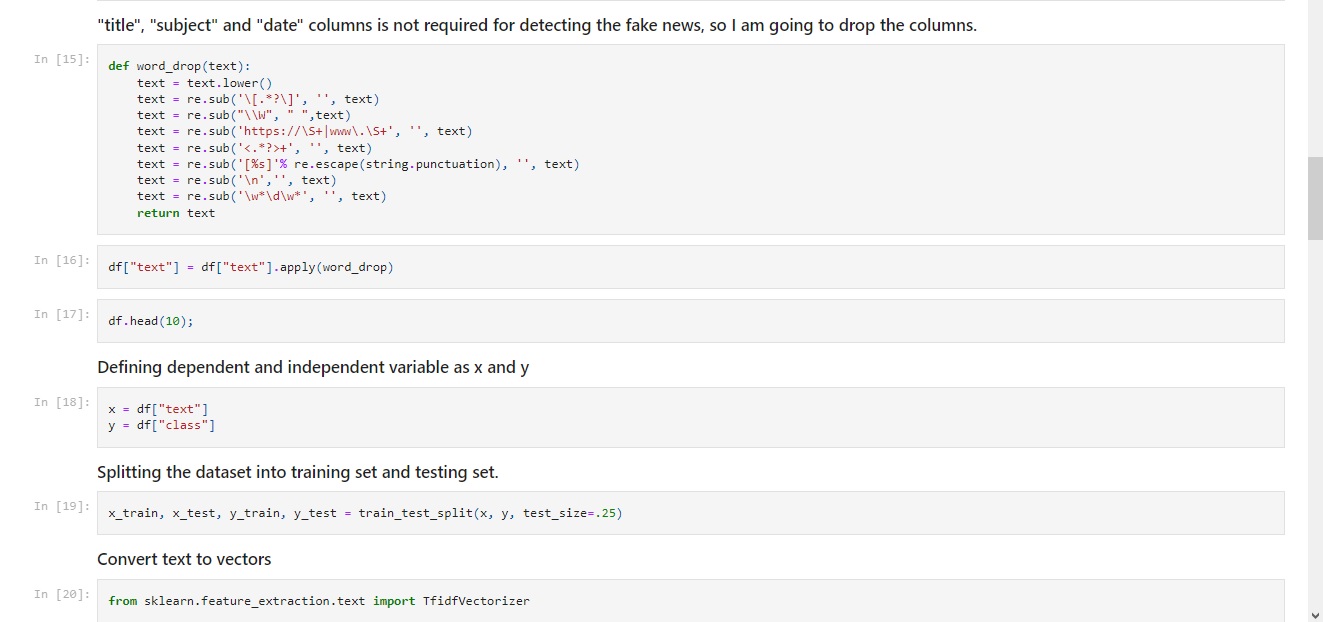 "title", "subject" and "date" columns is not required for detecting the fake news, so I am going to drop the columns.
In [15]:
def word_drop(text):
    text = text.lower()
    text = re.sub('\[.*?\]', '', text)
    text = re.sub("\\W", " ",text)
    text = re.sub('https://\S+|www\.\S+', '', text)
    text = re.sub('<.*?>+', '', text)
    text = re.sub('[%s]'% re.escape(string.punctuation), '', text)
    text = re.sub('\n','', text)
    text = re.sub('\w*\d\w*', '', text)
    return text
In [16]:
df["text"] = df["text"].apply(word_drop)
In [17]:
df.head(10);
Defining dependent and independent variable as x and y
In [18]:
x = df["text"]
y = df["class"]
Splitting the dataset into training set and testing set.
In [19]:
x_train, x_test, y_train, y_test = train_test_split(x, y, test_size=.25)
Convert text to vectors
In [20]:
from sklearn.feature_extraction.text import TfidfVectorizer